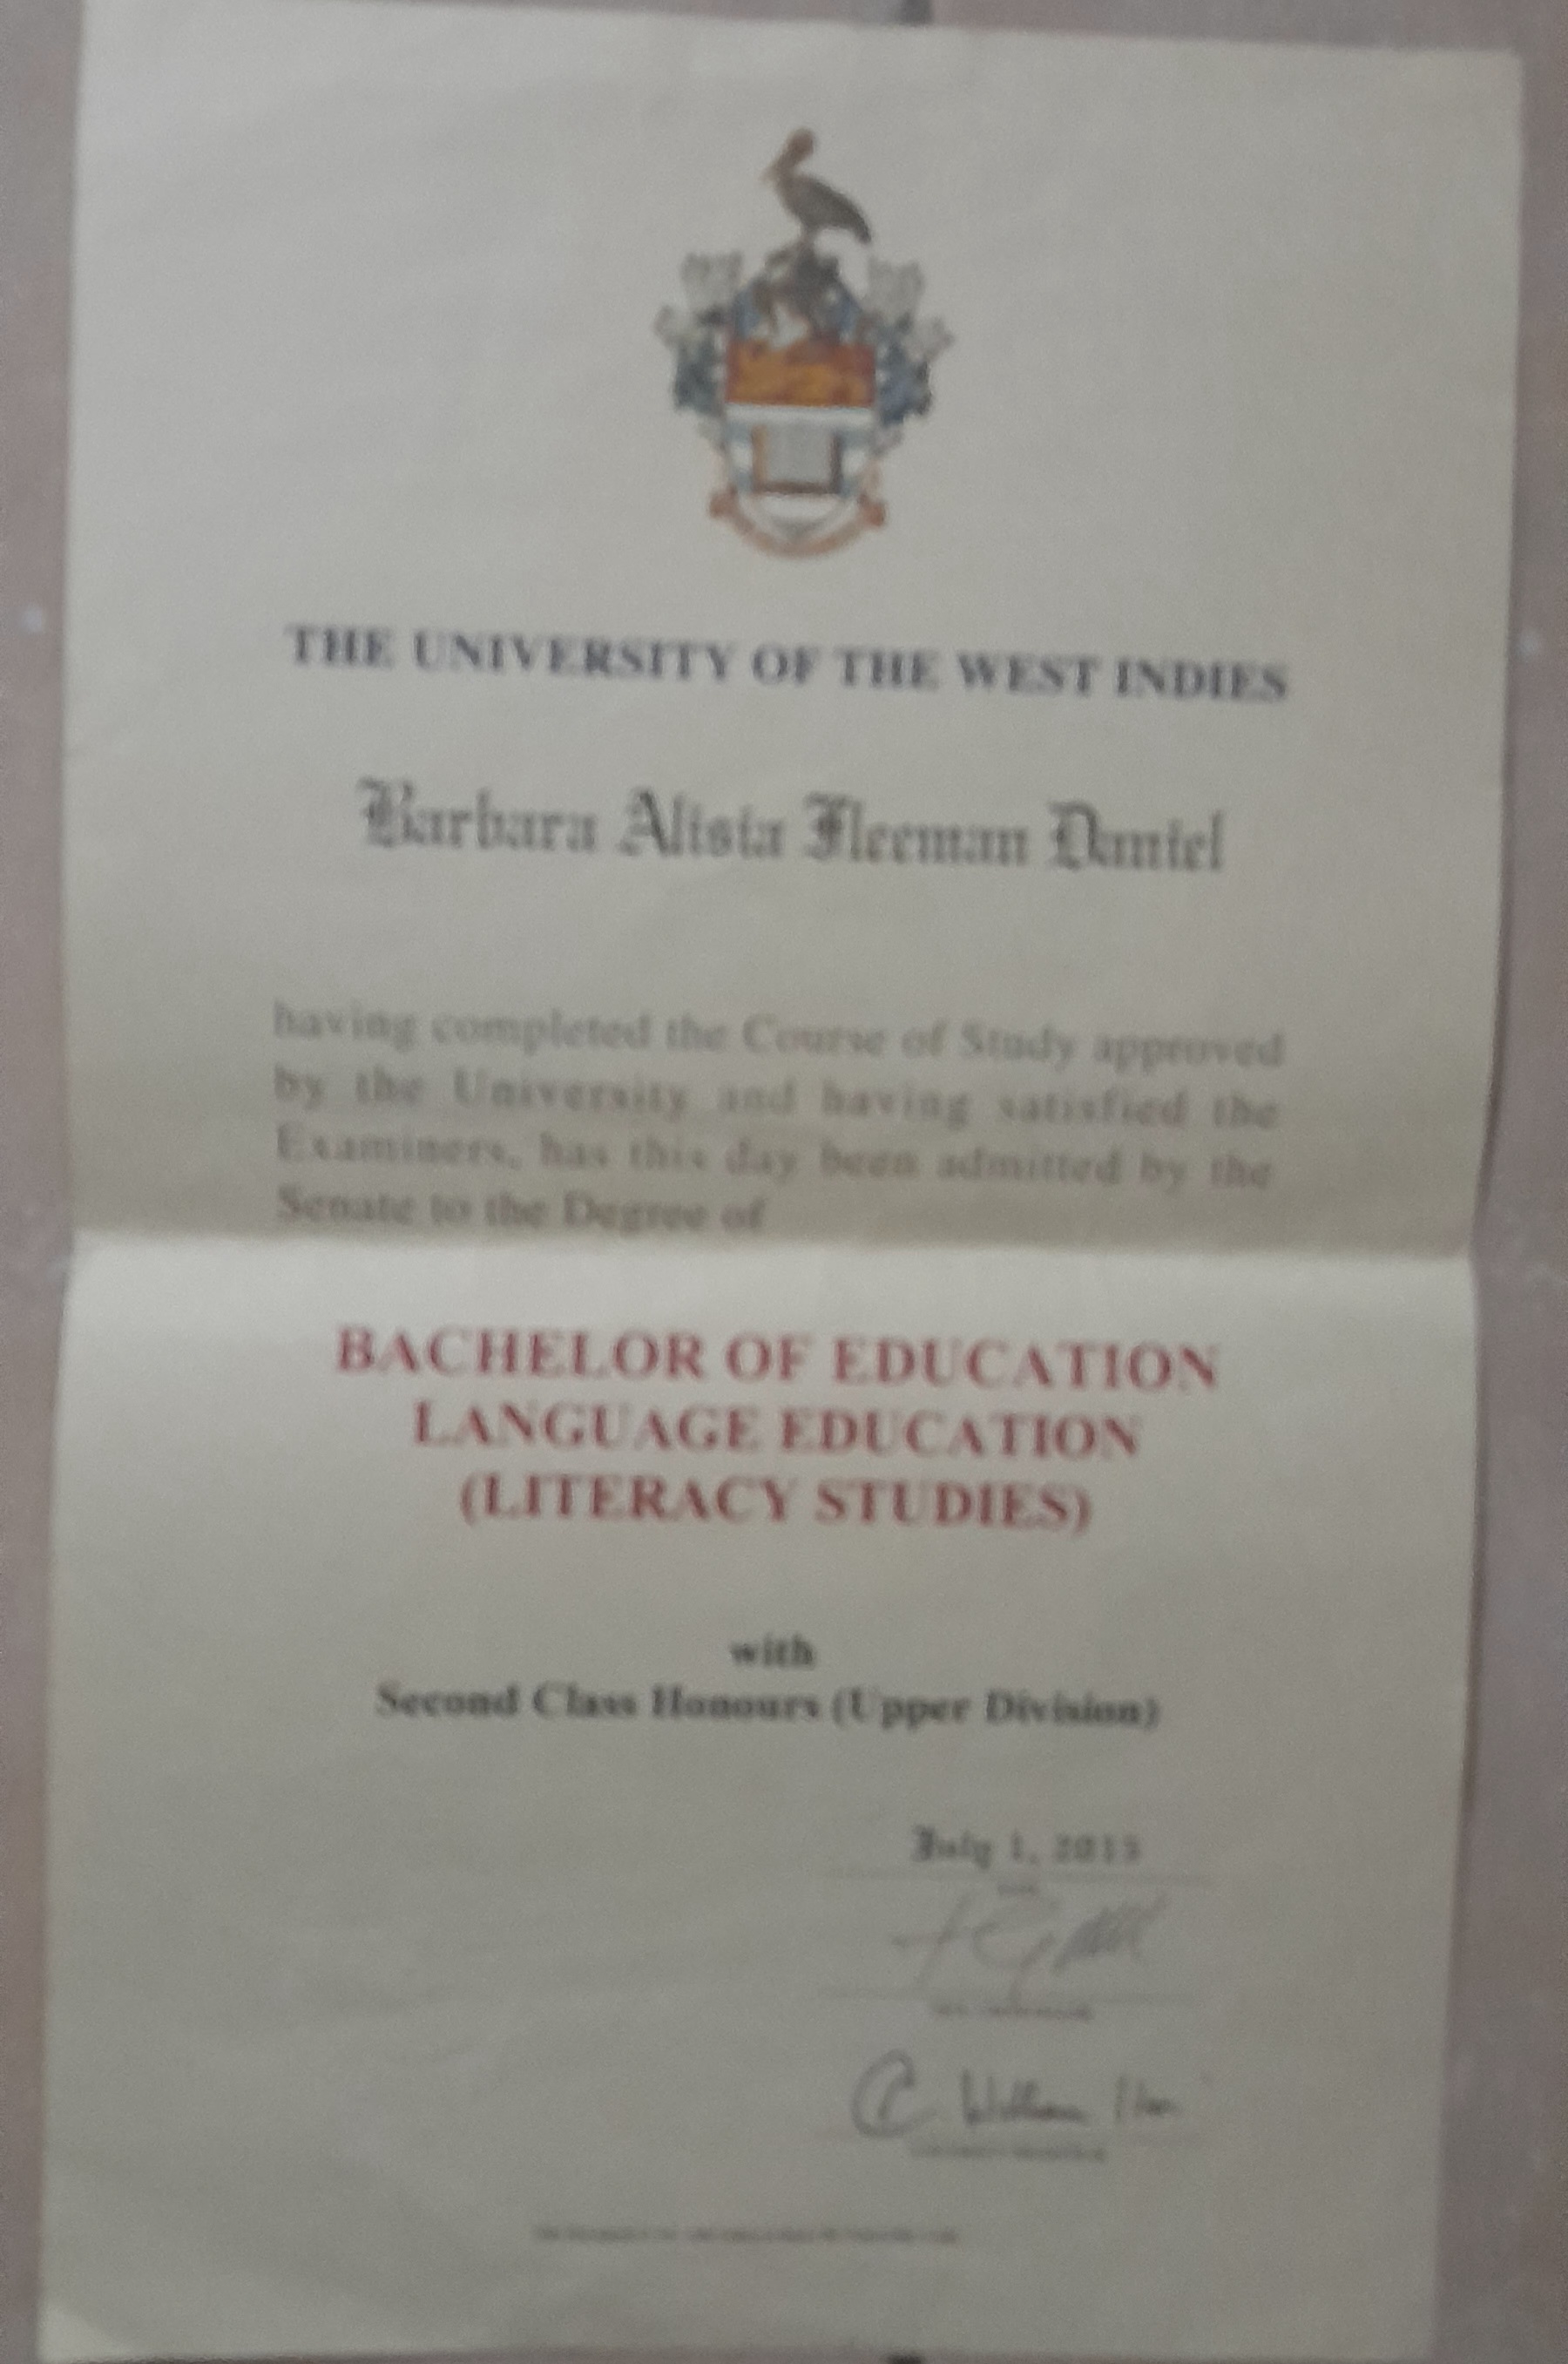 THE UNIVERSITY OF THE WEST INDIES
Barbara Alisia Fleeman Daniel
having completed the Course of Study approved
by the University and having satisfied the
Examiners, has this day been admitted by the
Senate to the Degree of
BACHELOR OF EDUCATION
LANGUAGE EDUCATION
(LITERACY STUDIES)
with
Second Class Honours (Upper Division)
July 1,